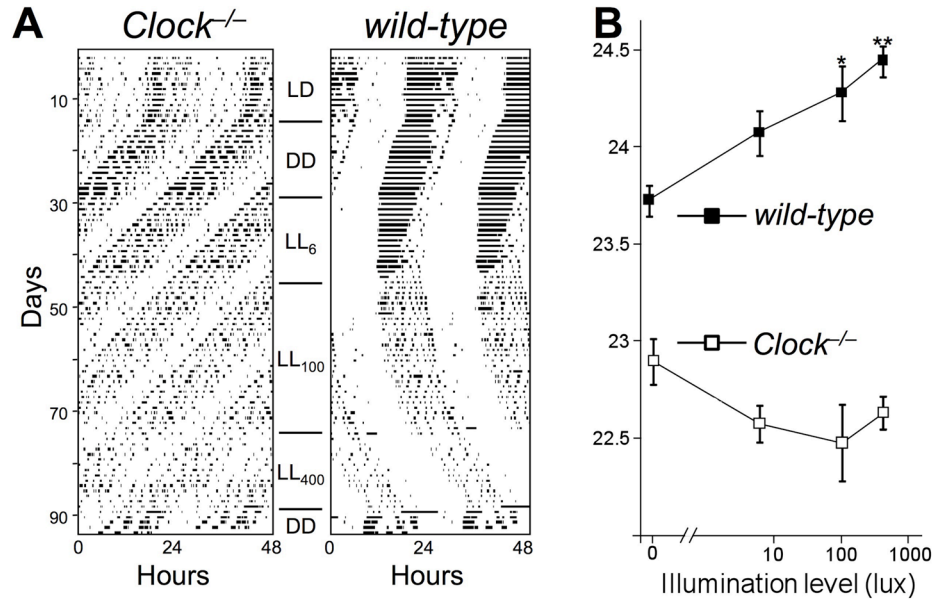 A
Clock–/–
wild-type
B
Days
10
30
50
70
90
LD
DD
LL6
LL100
LL400
DD
0
24
48
0
24
48
Hours
Hours
24.5
24
23.5
23
22.5
*
**
wild-type
Clock–/–
0
10
100
1000
Illumination level (lux)